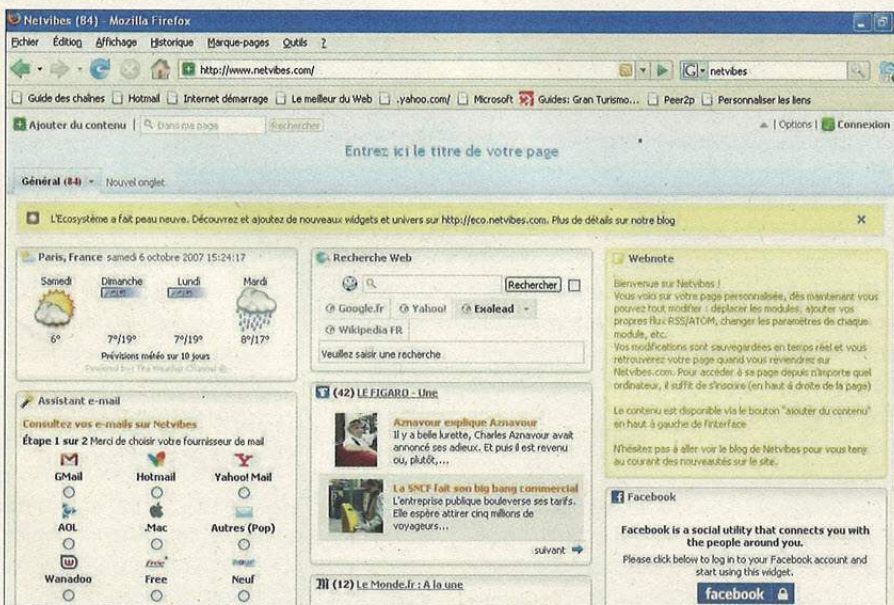 Netvibes (84) - Mozilla Firefox
Fichier Édition Affichage Historique Marque-pages Outils ?
http://www.netvibes.com/
G netvibes
Guide des chaînes Hotmail Internet démarrage Le meilleur du Web .yahoo.com/ Microsoft Guides: Gran Turismo... Peer2p Personnaliser les liens
Ajouter du contenu | Dans ma page Rechercher | Options | Connexion
Entrez ici le titre de votre page
Général (84) Nouvel onglet
L'Ecosystème a fait peau neuve. Découvrez et ajoutez de nouveaux widgets et univers sur http://eco.netvibes.com. Plus de détails sur notre blog X
Paris, France samedi 6 octobre 2007 15:24:17
Samedi Dimanche Lundi Mardi
6° 7°/19° 7°/19° 8°/17°
Prévisions météo sur 10 jours
Powered by : The Weather Channel
Assistant e-mail
Consultez vos e-mails sur Netvibes
Étape 1 sur 2 Merci de choisir votre fournisseur de mail
GMail Hotmail Yahoo! Mail
AOL .Mac Autres (Pop)
free neuf
Wanadoo Free Neuf
Recherche Web
Rechercher
Google.fr Yahoo! Exalead
Wikipedia FR
Veuillez saisir une recherche
(42) LE FIGARO - Une
Aznavour explique Aznavour
Il y a belle lurette, Charles Aznavour avait
annoncé ses adieux. Et puis il est revenu
ou, plutôt,...
La SNCF fait son big bang commercial
L'entreprise publique bouleverse ses tarifs.
Elle espère attirer cinq millions de
voyageurs...
suivant
(12) Le Monde.fr : A la une
Webnote
Bienvenue sur Netvibes !
Vous voici sur votre page personnalisée, dès maintenant vous
pouvez tout modifier : déplacer les modules, ajouter vos
propres flux RSS/ATOM, changer les paramètres de chaque
module, etc.
Vos modifications sont sauvegardées en temps réel et vous
retrouverez votre page quand vous reviendrez sur
Netvibes.com. Pour accéder à sa page depuis n'importe quel
ordinateur, il suffit de s'inscrire (en haut à droite de la page)
Le contenu est disponible via le bouton "ajouter du contenu"
en haut à gauche de l'interface
N'hésitez pas à aller voir le blog de Netvibes pour vous tenir
au courant des nouveautés sur le site.
Facebook
Facebook is a social utility that connects you with
the people around you.
Please click below to log in to your Facebook account and
start using this widget.
facebook